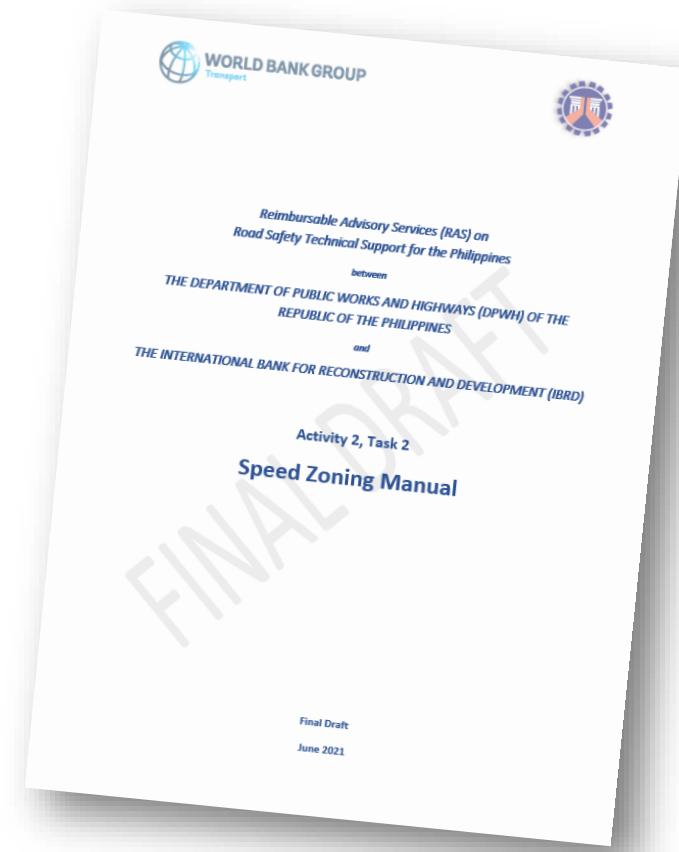 WORLD BANK GROUP
Transport
Reimbursable Advisory Services (RAS) on
Road Safety Technical Support for the Philippines
between
THE DEPARTMENT OF PUBLIC WORKS AND HIGHWAYS (DPWH) OF THE
REPUBLIC OF THE PHILIPPINES
and
THE INTERNATIONAL BANK FOR RECONSTRUCTION AND DEVELOPMENT (IBRD)
Activity 2, Task 2
Speed Zoning Manual
FINAL DRAFT
Final Draft
June 2021